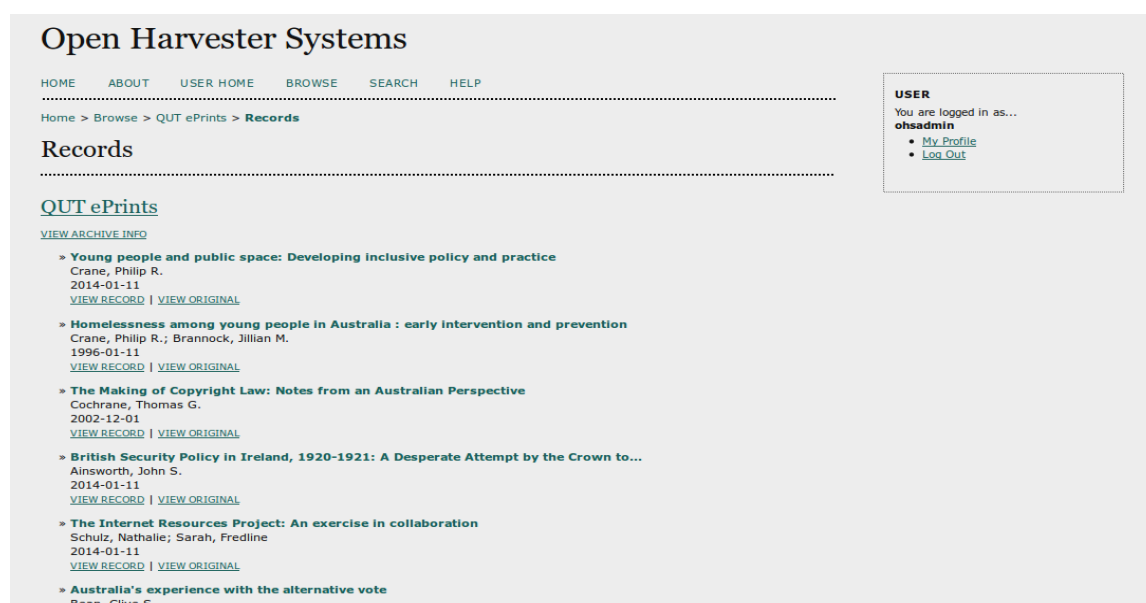 Open Harvester Systems
HOME ABOUT USER HOME BROWSE SEARCH HELP
Home > Browse > QUT ePrints > Records
Records
QUT ePrints
VIEW ARCHIVE INFO
» Young people and public space: Developing inclusive policy and practice
Crane, Philip R.
2014-01-11
VIEW RECORD | VIEW ORIGINAL
» Homelessness among young people in Australia : early intervention and prevention
Crane, Philip R.; Brannock, Jillian M.
1996-01-11
VIEW RECORD | VIEW ORIGINAL
» The Making of Copyright Law: Notes from an Australian Perspective
Cochrane, Thomas G.
2002-12-01
VIEW RECORD | VIEW ORIGINAL
» British Security Policy in Ireland, 1920-1921: A Desperate Attempt by the Crown to...
Ainsworth, John S.
2014-01-11
VIEW RECORD | VIEW ORIGINAL
» The Internet Resources Project: An exercise in collaboration
Schulz, Nathalie; Sarah, Fredline
2014-01-11
VIEW RECORD | VIEW ORIGINAL
» Australia's experience with the alternative vote
USER
You are logged in as...
ohsadmin
• My Profile
• Log Out